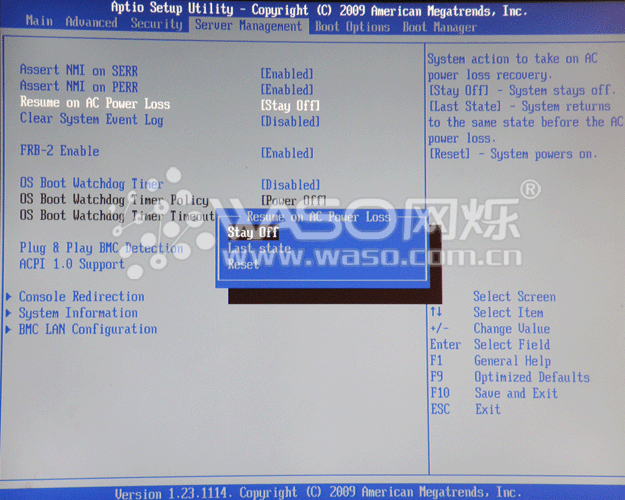 Aptio Setup Utility - Copyright (C) 2009 American Megatrends, Inc.
Main Advanced Security Server Management Boot Options Boot Manager
Assert NMI on SERR [Enabled]
Assert NMI on PERR [Enabled]
Resume on AC Power Loss [Stay Off]
Clear System Event Log [Disabled]
FRB-2 Enable [Enabled]
OS Boot Watchdog Timer [Disabled]
OS Boot Watchdog Timer Policy [Power Off]
OS Boot Watchdog Timer Timeout
Plug & Play BMC Detection
ACPI 1.0 Support
Console Redirection
System Information
BMC LAN Configuration
Resume on AC Power Loss
Stay Off
Last state
Reset
System action to take on AC
power loss recovery.
[Stay Off] - System stays off.
[Last State] - System returns
to the same state before the AC
power loss.
[Reset] - System powers on.
Select Screen
↑↓ Select Item
+/- Change Value
Enter Select Field
F1 General Help
F9 Optimized Defaults
F10 Save and Exit
ESC Exit
Version 1.23.1114. Copyright (C) 2009 American Megatrends, Inc.
WASO网烁®
www.waso.com.cn